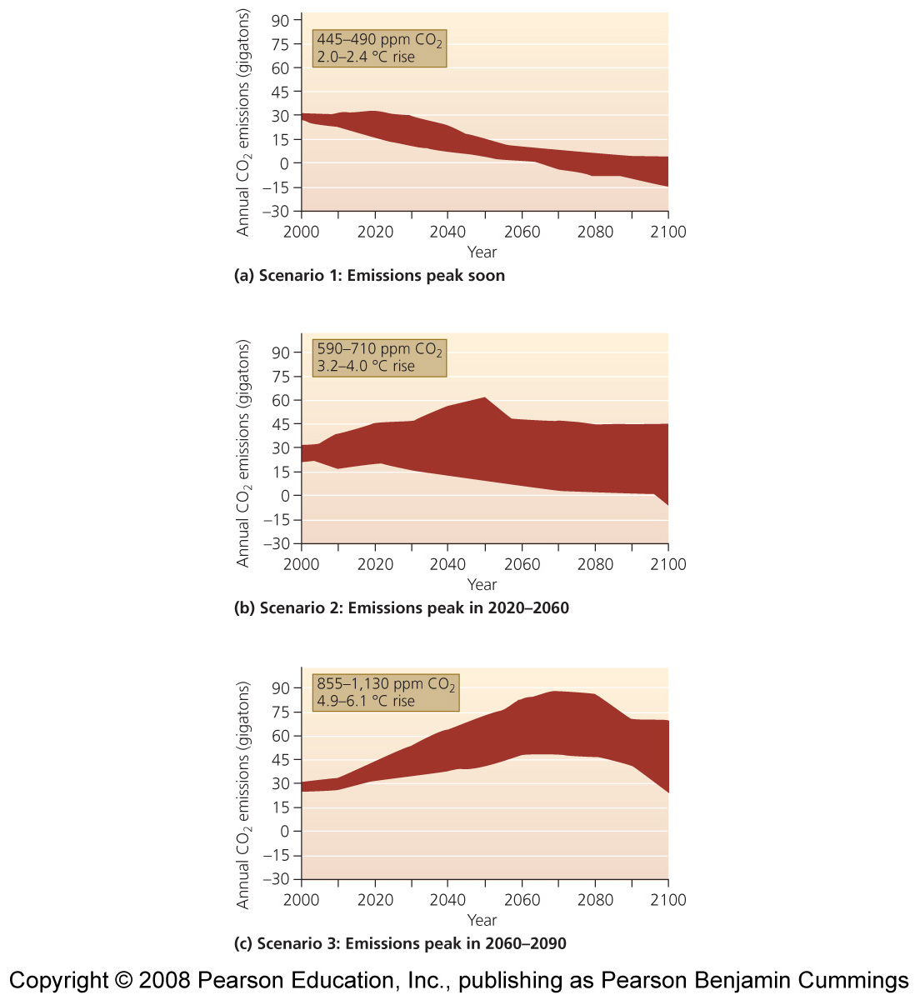 Annual CO2 emissions (gigatons)
90
75
60
45
30
15
0
–15
–30
445–490 ppm CO2
2.0–2.4 °C rise
2000 2020 2040 2060 2080 2100
Year
(a) Scenario 1: Emissions peak soon
Annual CO2 emissions (gigatons)
90
75
60
45
30
15
0
–15
–30
590–710 ppm CO2
3.2–4.0 °C rise
2000 2020 2040 2060 2080 2100
Year
(b) Scenario 2: Emissions peak in 2020–2060
Annual CO2 emissions (gigatons)
90
75
60
45
30
15
0
–15
–30
855–1,130 ppm CO2
4.9–6.1 °C rise
2000 2020 2040 2060 2080 2100
Year
(c) Scenario 3: Emissions peak in 2060–2090
Copyright © 2008 Pearson Education, Inc., publishing as Pearson Benjamin Cummings